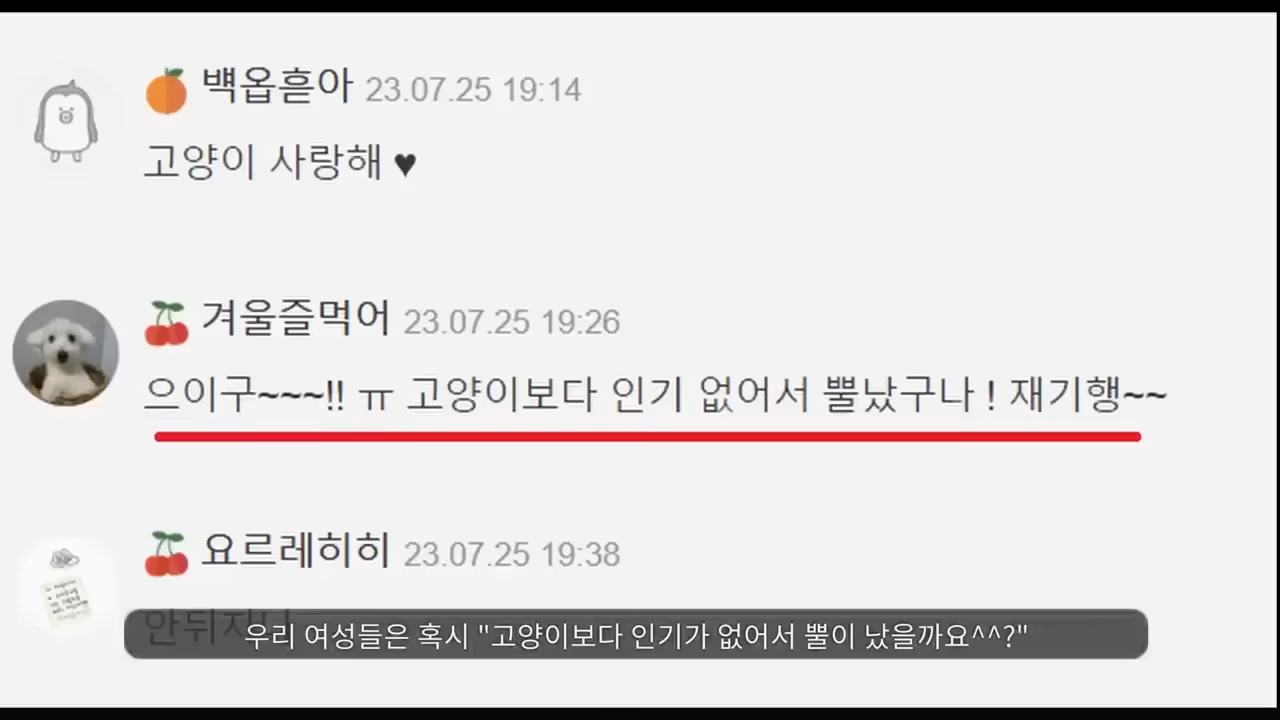 백옵흗아 23.07.25 19:14
고양이 사랑해 ♥
겨울즐먹어 23.07.25 19:26
으이구~~~!! ㅠ 고양이보다 인기 없어서 뿔났구나 ! 재기행~~
요르레히히 23.07.25 19:38
안뒤지나
우리 여성들은 혹시 "고양이보다 인기가 없어서 뿔이 났을까요^^?"